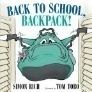 BACK TO SCHOOL,
BACKPACK!
SIMON RICH
TOM TORO